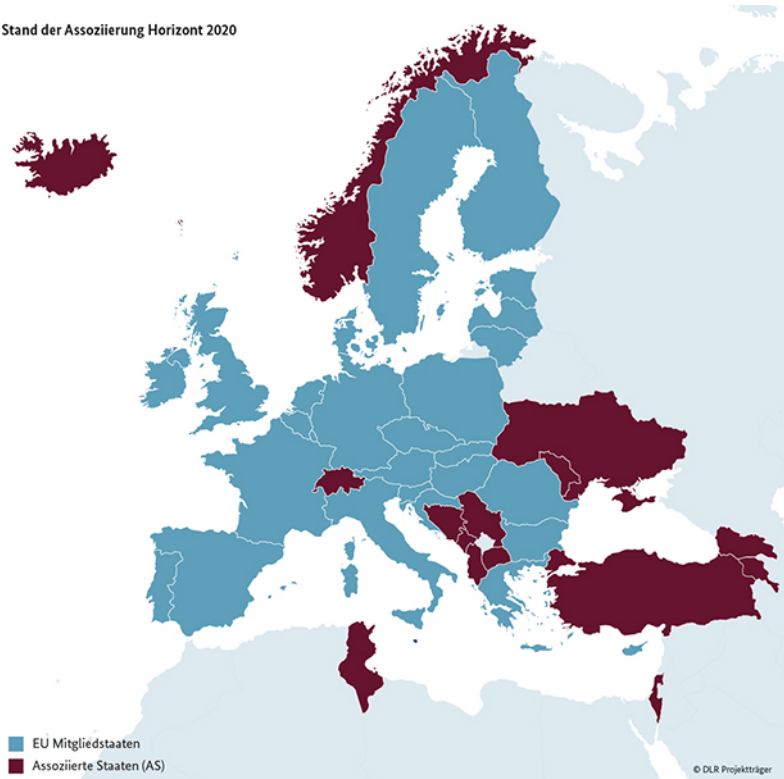 Stand der Assoziierung Horizont 2020
EU Mitgliedstaaten
Assoziierte Staaten (AS)
© DLR Projektträger